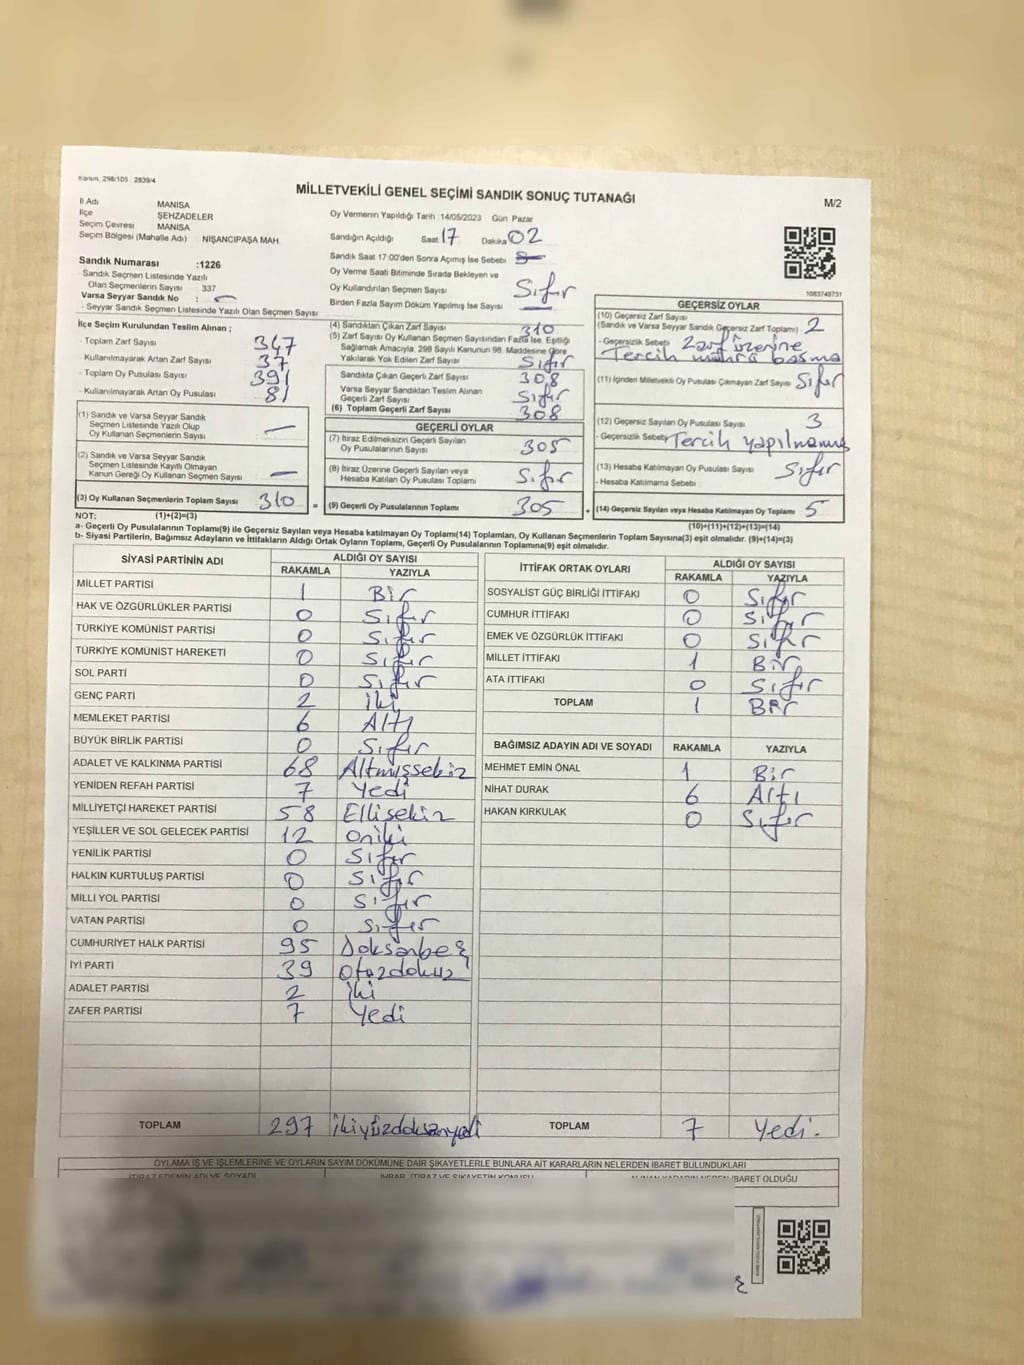 Kanun, 298/105 2839/4
MİLLETVEKİLİ GENEL SEÇİMİ SANDIK SONUÇ TUTANAĞI
M/2
İl Adı MANİSA
İlçe ŞEHZADELER
Seçim Çevresi MANİSA
Seçim Bölgesi (Mahalle Adı) NİŞANCIPAŞA MAH.
Sandık Numarası :1226
Sandık Seçmen Listesinde Yazılı
Olan Seçmenlerin Sayısı : 337
Varsa Seyyar Sandık No : -
- Seyyar Sandık Seçmen Listesinde Yazılı Olan Seçmen Sayısı
Oy Vermenin Yapıldığı Tarih 14/05/2023 Gün Pazar
Sandığın Açıldığı Saat 17 Dakika 02
Sandık Saat 17:00'den Sonra Açımış İse Sebebi
Oy Verme Saati Bitiminde Sırada Bekleyen ve
Oy Kullandırılan Seçmen Sayısı Sıfır
Birden Fazla Sayım Döküm Yapılmış İse Sayısı —
1083748731
İlçe Seçim Kurulundan Teslim Alınan ;
- Toplam Zarf Sayısı 347
- Kullanılmayarak Artan Zarf Sayısı 37
- Toplam Oy Pusulası Sayısı 391
- Kullanılmayarak Artan Oy Pusulası 81
(1) Sandık ve Varsa Seyyar Sandık
Seçmen Listesinde Yazılı Olup
Oy Kullanan Seçmenlerin Sayısı —
(2) Sandık ve Varsa Seyyar Sandık
Seçmen Listesinde Kayıtlı Olmayan
Kanun Gereği Oy Kullanan Seçmen Sayısı —
(3) Oy Kullanan Seçmenlerin Toplam Sayısı 310
(4) Sandıktan Çıkan Zarf Sayısı 310
(5) Zarf Sayısı Oy Kullanan Seçmen Sayısından Fazla İse, Eşitliği
Sağlamak Amacıyla, 298 Sayılı Kanunun 98. Maddesine Göre
Yakılarak Yok Edilen Zarf Sayısı Sıfır
Sandıkta Çıkan Geçerli Zarf Sayısı 308
Varsa Seyyar Sandıktan Teslim Alınan
Geçerli Zarf Sayısı Sıfır
(6) Toplam Geçerli Zarf Sayısı 308
GEÇERLİ OYLAR
(7) İtiraz Edilmeksizin Geçerli Sayılan
Oy Pusulalarının Sayısı 305
(8) İtiraz Üzerine Geçerli Sayılan veya
Hesaba Katılan Oy Pusulası Toplamı Sıfır
= (9) Geçerli Oy Pusulalarının Toplamı 305
GEÇERSİZ OYLAR
(10) Geçersiz Zarf Sayısı
(Sandık ve Varsa Seyyar Sandık Geçersiz Zarf Toplamı) 2
- Geçersizlik Sebebi Zarf üzerine
Tercih mührü basma
(11) İçinden Milletvekili Oy Pusulası Çıkmayan Zarf Sayısı Sıfır
(12) Geçersiz Sayılan Oy Pusulası Sayısı 3
- Geçersizlik Sebebi Tercih yapılmamış
(13) Hesaba Katılmayan Oy Pusulası Sayısı Sıfır
- Hesaba Katılmama Sebebi
+ (14) Geçersiz Sayılan veya Hesaba Katılmayan Oy Toplamı 5
NOT: (1)+(2)=(3)
(10)+(11)+(12)+(13)=(14)
a- Geçerli Oy Pusulalarının Toplamı(9) ile Geçersiz Sayılan veya Hesaba katılmayan Oy Toplamı(14) Toplamları, Oy Kullanan Seçmenlerin Toplam Sayısına(3) eşit olmalıdır. (9)+(14)=(3)
b- Siyasi Partilerin, Bağımsız Adayların ve İttifakların Aldığı Ortak Oyların Toplamı, Geçerli Oy Pusulalarının Toplamına(9) eşit olmalıdır.
SİYASİ PARTİNİN ADI ALDIĞI OY SAYISI
RAKAMLA YAZIYLA
MİLLET PARTİSİ 1 Bir
HAK VE ÖZGÜRLÜKLER PARTİSİ 0 Sıfır
TÜRKİYE KOMÜNİST PARTİSİ 0 Sıfır
TÜRKİYE KOMÜNİST HAREKETİ 0 Sıfır
SOL PARTİ 0 Sıfır
GENÇ PARTİ 2 İki
MEMLEKET PARTİSİ 6 Altı
BÜYÜK BİRLİK PARTİSİ 0 Sıfır
ADALET VE KALKINMA PARTİSİ 68 Altmışsekiz
YENİDEN REFAH PARTİSİ 7 Yedi
MİLLİYETÇİ HAREKET PARTİSİ 58 Ellisekiz
YEŞİLLER VE SOL GELECEK PARTİSİ 12 Oniki
YENİLİK PARTİSİ 0 Sıfır
HALKIN KURTULUŞ PARTİSİ 0 Sıfır
MİLLİ YOL PARTİSİ 0 Sıfır
VATAN PARTİSİ 0 Sıfır
CUMHURİYET HALK PARTİSİ 95 Doksanbeş
İYİ PARTİ 39 Otuzdokuz
ADALET PARTİSİ 2 İki
ZAFER PARTİSİ 7 Yedi
TOPLAM 297 İkiyüzdoksanyedi
İTTİFAK ORTAK OYLARI ALDIĞI OY SAYISI
RAKAMLA YAZIYLA
SOSYALİST GÜÇ BİRLİĞİ İTTİFAKI 0 Sıfır
CUMHUR İTTİFAKI 0 Sıfır
EMEK VE ÖZGÜRLÜK İTTİFAKI 0 Sıfır
MİLLET İTTİFAKI 1 Bir
ATA İTTİFAKI 0 Sıfır
TOPLAM 1 BİR
BAĞIMSIZ ADAYIN ADI VE SOYADI RAKAMLA YAZIYLA
MEHMET EMİN ÖNAL 1 Bir
NİHAT DURAK 6 Altı
HAKAN KIRKULAK 0 Sıfır
TOPLAM 7 Yedi.
OYLAMA İŞ VE İŞLEMLERİNE VE OYLARIN SAYIM DÖKÜMÜNE DAİR ŞİKAYETLERLE BUNLARA AİT KARARLARIN NELERDEN İBARET BULUNDUKLARI
İTİRAZ EDENİN ADI VE SOYADI İHBAR, İTİRAZ VE ŞİKAYETİN KONUSU ALINAN KARARIN NEDEN İBARET OLDUĞU